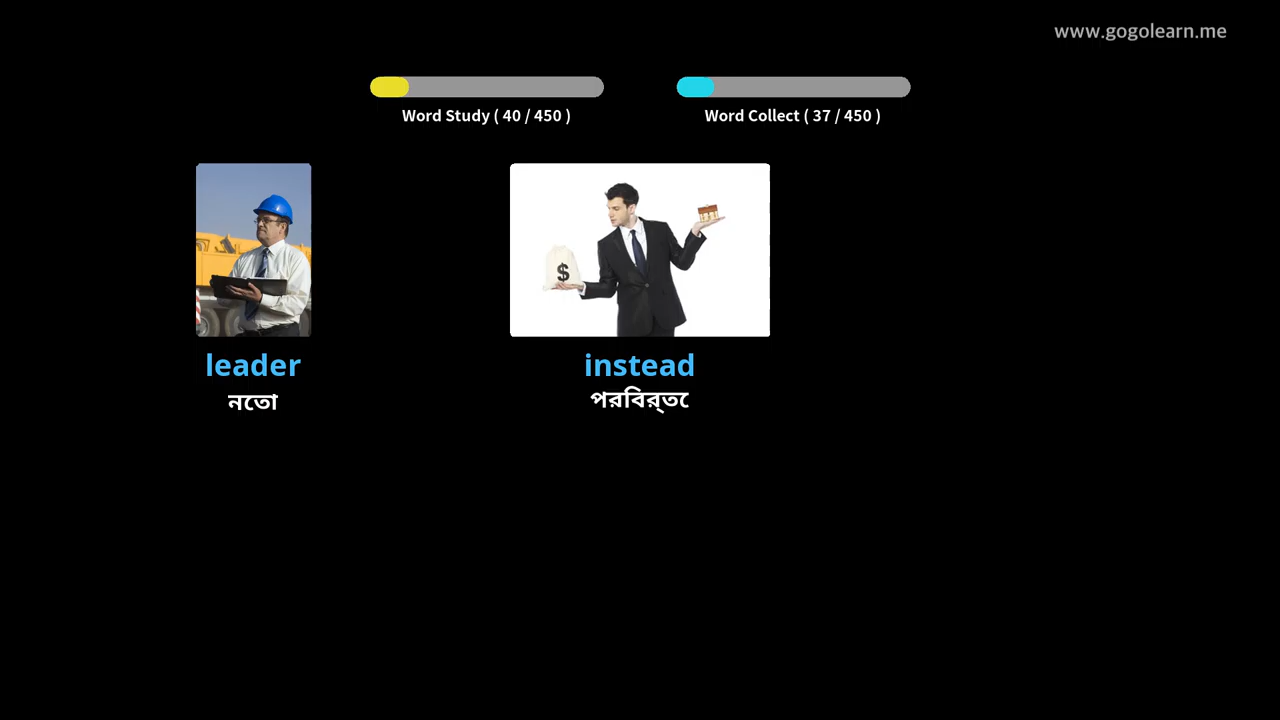 www.gogolearn.me
Word Study ( 40 / 450 )
Word Collect ( 37 / 450 )
leader
নতো
instead
পরবির্‌তে